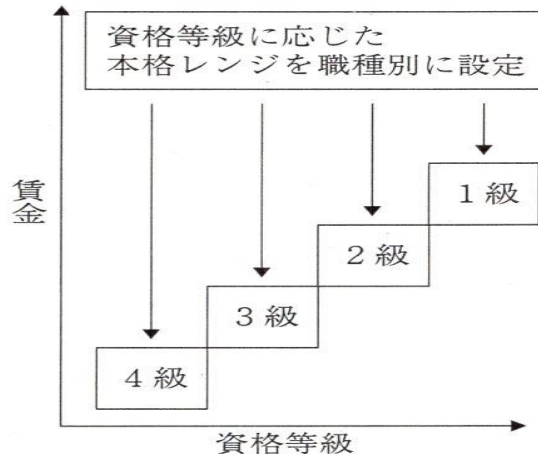 資格等級に応じた
本格レンジを職種別に設定
賃金
1級
2級
3級
4級
資格等級